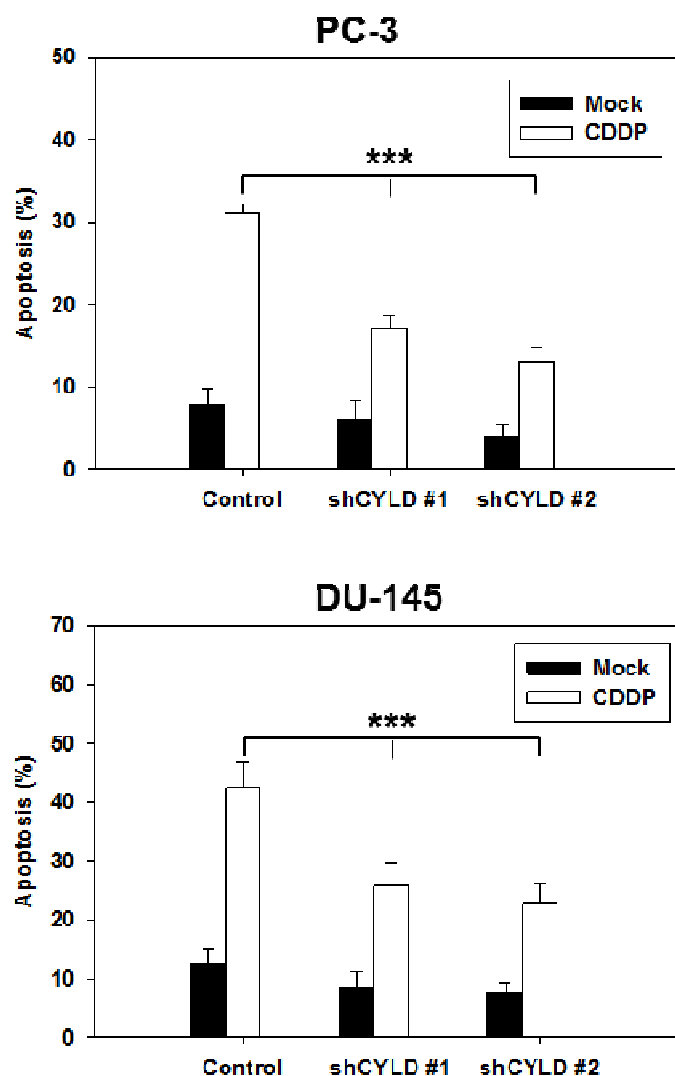 PC-3
50
40
30
20
10
0
Apoptosis (%)
Mock
CDDP
***
Control shCYLD #1 shCYLD #2
DU-145
70
60
50
40
30
20
10
0
Apoptosis (%)
Mock
CDDP
***
Control shCYLD #1 shCYLD #2